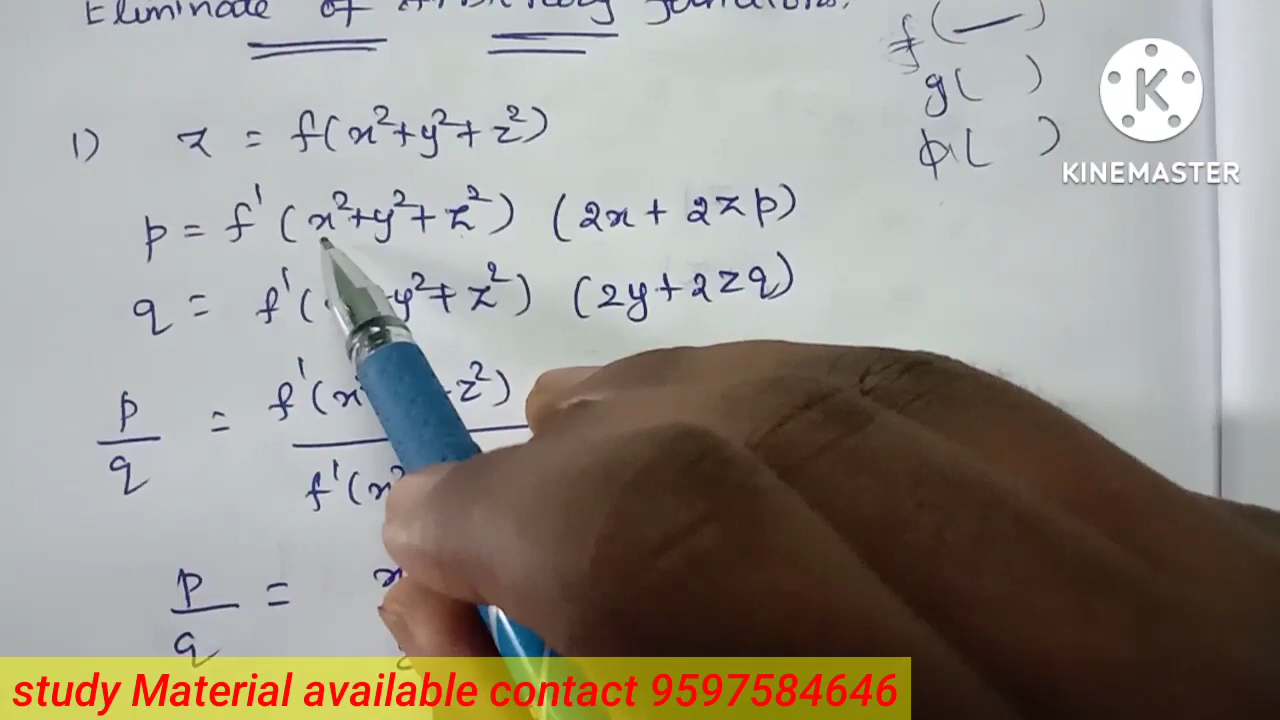 Eliminate of
f( — )
g( )
ϕ( )
KINEMASTER
1) z = f(x²+y²+z²)
p = f'(x²+y²+z²) (2x + 2zp)
q = f'( y²+z²) (2y+2zq)
p/q = f'(x z²) / f'(x²
p/q = x
study Material available contact 9597584646